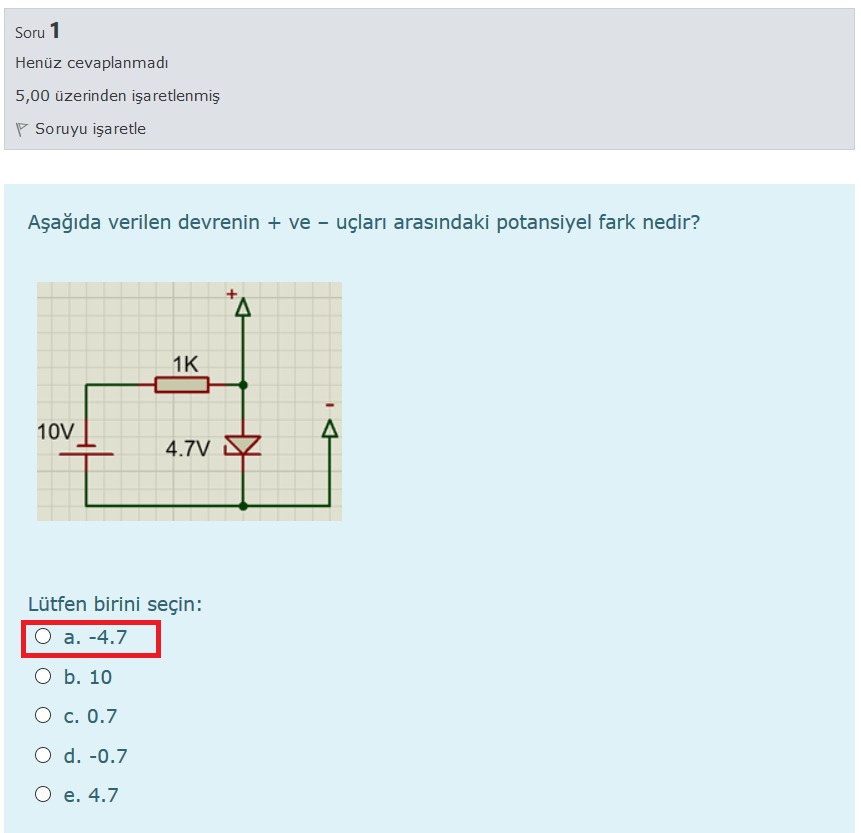 Soru 1
Henüz cevaplanmadı
5,00 üzerinden işaretlenmiş
Soruyu işaretle
Aşağıda verilen devrenin + ve – uçları arasındaki potansiyel fark nedir?
+
1K
-
10V
4.7V
Lütfen birini seçin:
a. -4.7
b. 10
c. 0.7
d. -0.7
e. 4.7